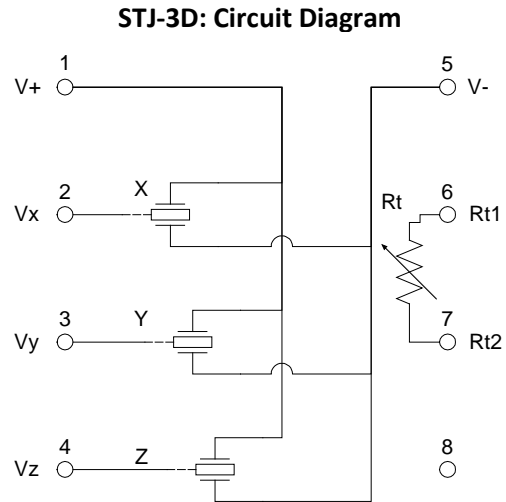 STJ-3D: Circuit Diagram
1
5
V+
V-
2
X
Rt
6
Vx
Rt1
3
Y
7
Vy
Rt2
4
Z
8
Vz